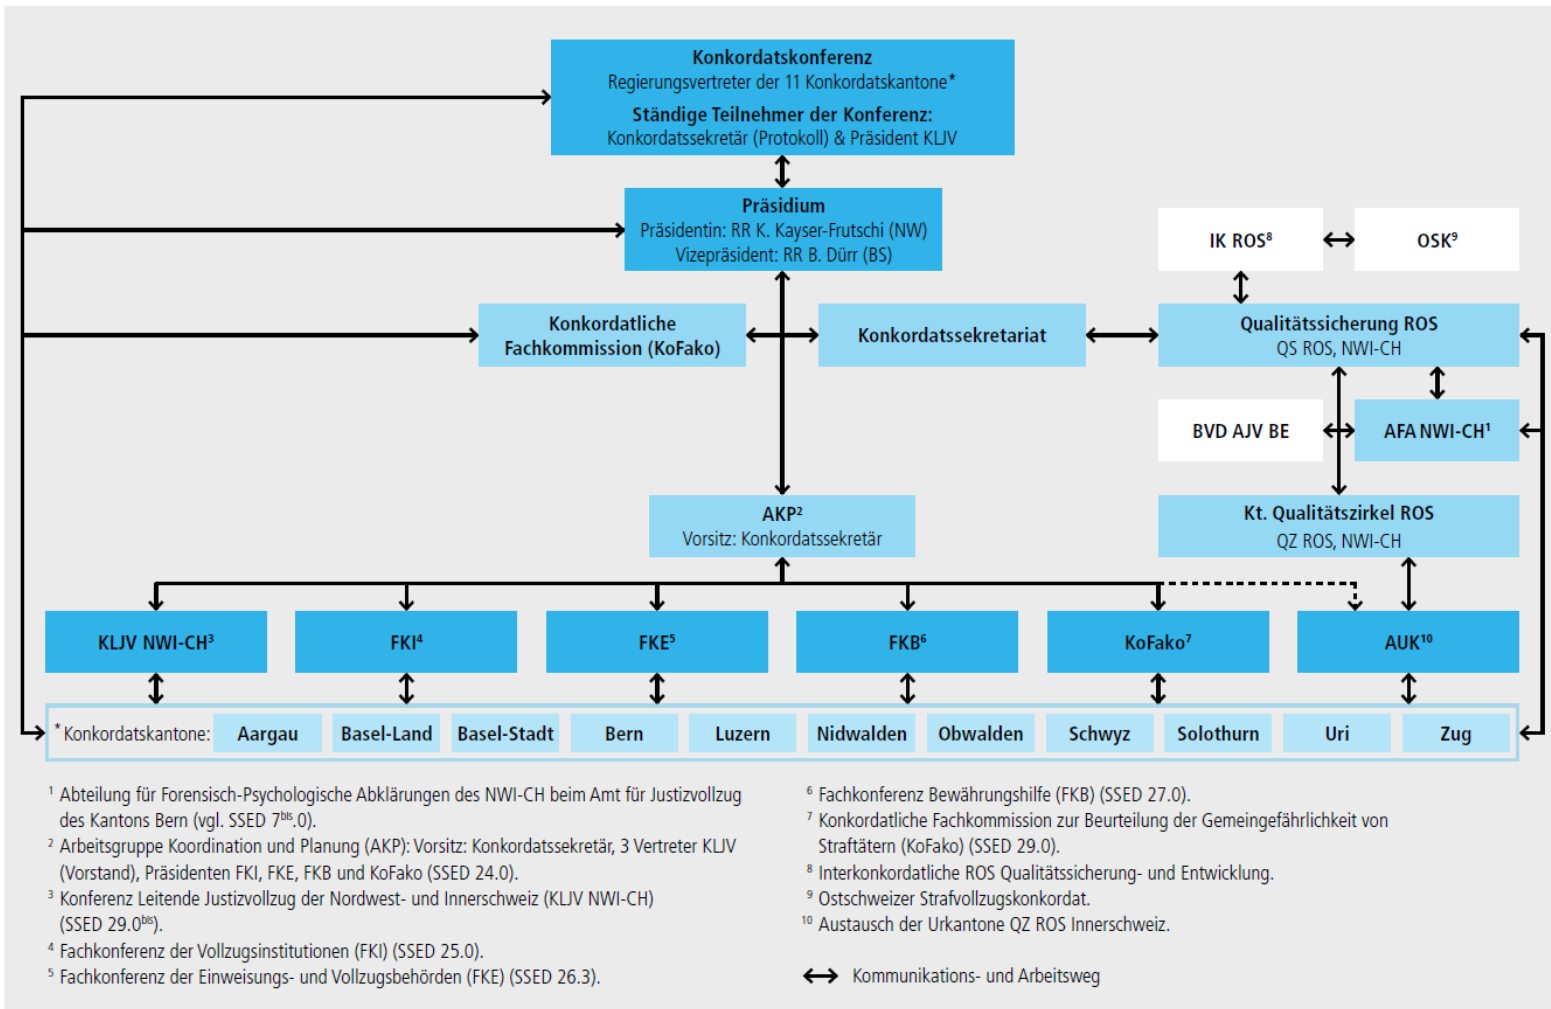 Konkordatskonferenz
Regierungsvertreter der 11 Konkordatskantone*
Ständige Teilnehmer der Konferenz:
Konkordatssekretär (Protokoll) & Präsident KLJV
Präsidium
Präsidentin: RR K. Kayser-Frutschi (NW)
Vizepräsident: RR B. Dürr (BS)
IK ROS⁸
OSK⁹
Konkordatliche
Fachkommission (KoFako)
Konkordatssekretariat
Qualitätssicherung ROS
QS ROS, NWI-CH
BVD AJV BE
AFA NWI-CH¹
AKP²
Vorsitz: Konkordatssekretär
Kt. Qualitätszirkel ROS
QZ ROS, NWI-CH
KLJV NWI-CH³
FKI⁴
FKE⁵
FKB⁶
KoFako⁷
AUK¹⁰
* Konkordatskantone:
Aargau
Basel-Land
Basel-Stadt
Bern
Luzern
Nidwalden
Obwalden
Schwyz
Solothurn
Uri
Zug
¹ Abteilung für Forensisch-Psychologische Abklärungen des NWI-CH beim Amt für Justizvollzug
des Kantons Bern (vgl. SSED 7bis.0).
² Arbeitsgruppe Koordination und Planung (AKP): Vorsitz: Konkordatssekretär, 3 Vertreter KLJV
(Vorstand), Präsidenten FKI, FKE, FKB und KoFako (SSED 24.0).
³ Konferenz Leitende Justizvollzug der Nordwest- und Innerschweiz (KLJV NWI-CH)
(SSED 29.0bis).
⁴ Fachkonferenz der Vollzugsinstitutionen (FKI) (SSED 25.0).
⁵ Fachkonferenz der Einweisungs- und Vollzugsbehörden (FKE) (SSED 26.3).
⁶ Fachkonferenz Bewährungshilfe (FKB) (SSED 27.0).
⁷ Konkordatliche Fachkommission zur Beurteilung der Gemeingefährlichkeit von
Straftätern (KoFako) (SSED 29.0).
⁸ Interkonkordatliche ROS Qualitätssicherung- und Entwicklung.
⁹ Ostschweizer Strafvollzugskonkordat.
¹⁰ Austausch der Urkantone QZ ROS Innerschweiz.
Kommunikations- und Arbeitsweg